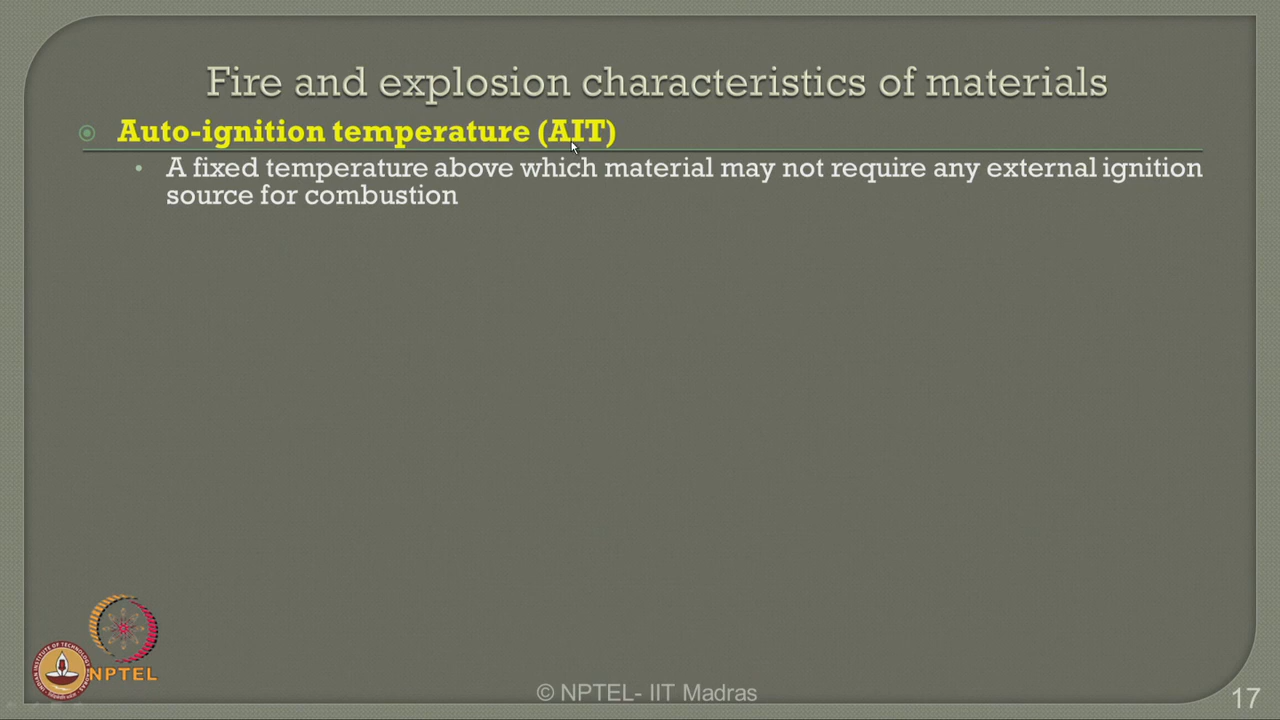 Fire and explosion characteristics of materials
Auto-ignition temperature (AIT)
A fixed temperature above which material may not require any external ignition
source for combustion
NPTEL
© NPTEL- IIT Madras
17